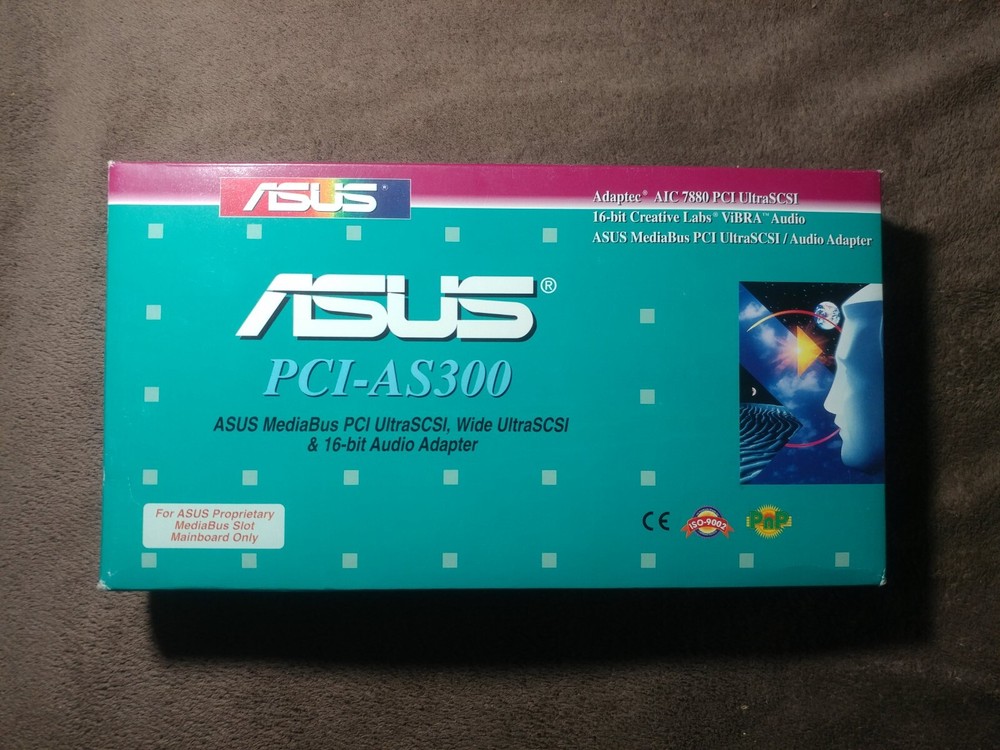 ASUS®
Adaptec® AIC 7880 PCI UltraSCSI
16-bit Creative Labs® ViBRA™ Audio
ASUS MediaBus PCI UltraSCSI / Audio Adapter
ASUS®
PCI-AS300
ASUS MediaBus PCI UltraSCSI, Wide UltraSCSI
& 16-bit Audio Adapter
For ASUS Proprietary
MediaBus Slot
Mainboard Only
CE
ISO-9002
PnP